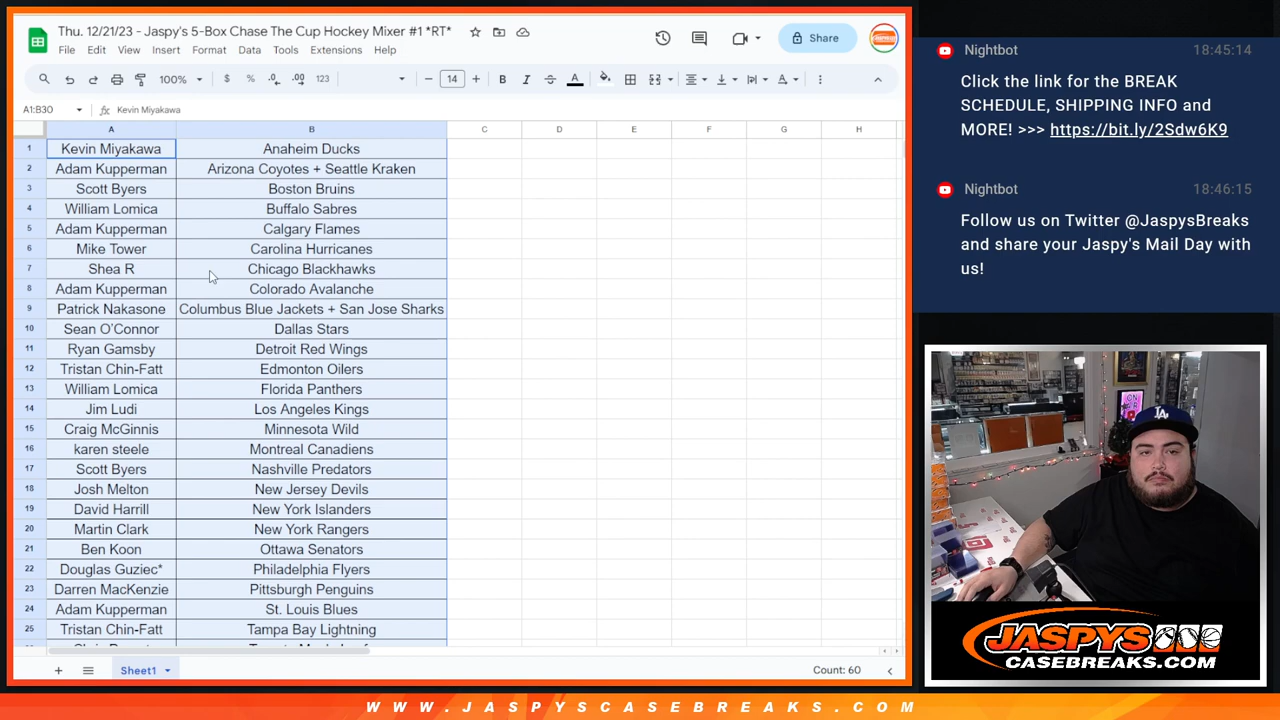 Thu. 12/21/23 - Jaspy's 5-Box Chase The Cup Hockey Mixer #1 *RT*
File Edit View Insert Format Data Tools Extensions Help
Share
100% $ % .0 .00 123 14 B I S A
A1:B30 fx Kevin Miyakawa
A B C D E F G H
1 Kevin Miyakawa Anaheim Ducks
2 Adam Kupperman Arizona Coyotes + Seattle Kraken
3 Scott Byers Boston Bruins
4 William Lomica Buffalo Sabres
5 Adam Kupperman Calgary Flames
6 Mike Tower Carolina Hurricanes
7 Shea R Chicago Blackhawks
8 Adam Kupperman Colorado Avalanche
9 Patrick Nakasone Columbus Blue Jackets + San Jose Sharks
10 Sean O'Connor Dallas Stars
11 Ryan Gamsby Detroit Red Wings
12 Tristan Chin-Fatt Edmonton Oilers
13 William Lomica Florida Panthers
14 Jim Ludi Los Angeles Kings
15 Craig McGinnis Minnesota Wild
16 karen steele Montreal Canadiens
17 Scott Byers Nashville Predators
18 Josh Melton New Jersey Devils
19 David Harrill New York Islanders
20 Martin Clark New York Rangers
21 Ben Koon Ottawa Senators
22 Douglas Guziec* Philadelphia Flyers
23 Darren MacKenzie Pittsburgh Penguins
24 Adam Kupperman St. Louis Blues
25 Tristan Chin-Fatt Tampa Bay Lightning
Sheet1
Count: 60
Nightbot 18:45:14
Click the link for the BREAK
SCHEDULE, SHIPPING INFO and
MORE! >>> https://bit.ly/2Sdw6K9
Nightbot 18:46:15
Follow us on Twitter @JaspysBreaks
and share your Jaspy's Mail Day with
us!
LA
JASPYS
CASEBREAKS.COM
WWW.JASPYSCASEBREAKS.COM